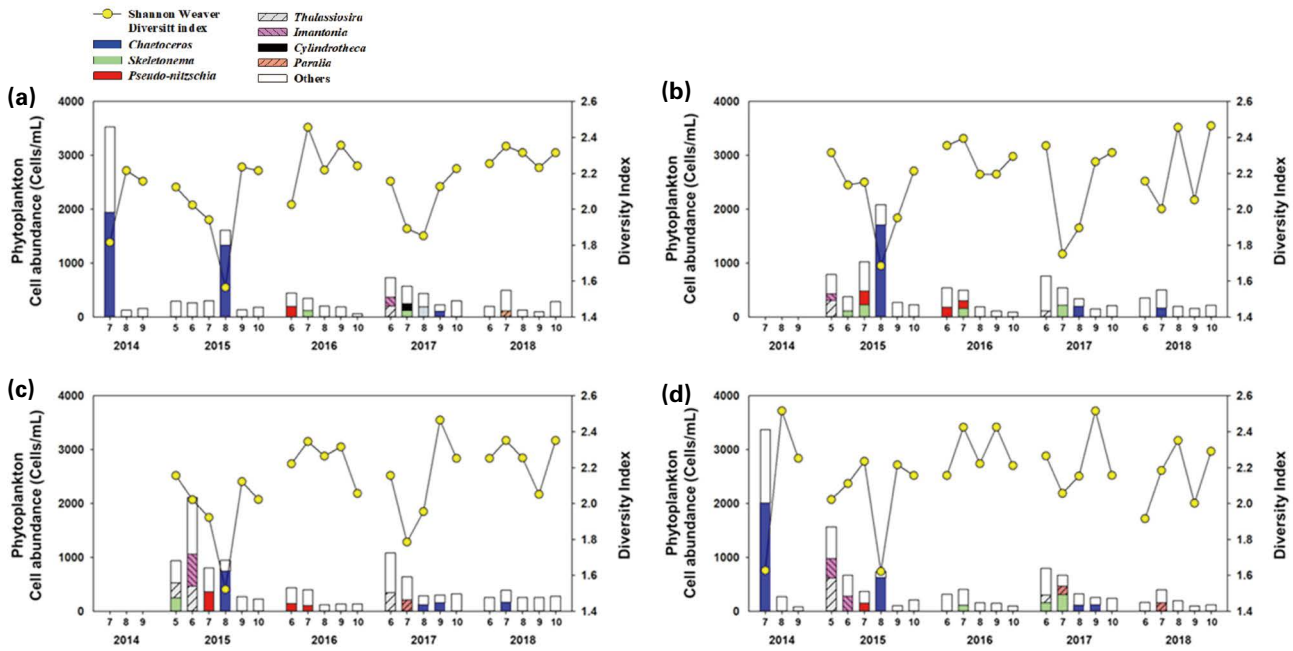 Shannon Weaver
Diversitt index
Chaetoceros
Skeletonema
Pseudo-nitzschia
Thalassiosira
Imantonia
Cylindrotheca
Paralia
Others
(a)
Phytoplankton
Cell abundance (Cells/mL)
4000
3000
2000
1000
0
2.6
2.4
2.2
2.0
1.8
1.6
1.4
Diversity Index
7 8 9 5 6 7 8 9 10 6 7 8 9 10 6 7 8 9 10 6 7 8 9 10
2014 2015 2016 2017 2018
(b)
Phytoplankton
Cell abundance (Cells/mL)
4000
3000
2000
1000
0
2.6
2.4
2.2
2.0
1.8
1.6
1.4
Diversity Index
7 8 9 5 6 7 8 9 10 6 7 8 9 10 6 7 8 9 10 6 7 8 9 10
2014 2015 2016 2017 2018
(c)
Phytoplankton
Cell abundance (Cells/mL)
4000
3000
2000
1000
0
2.6
2.4
2.2
2.0
1.8
1.6
1.4
Diversity Index
7 8 9 5 6 7 8 9 10 6 7 8 9 10 6 7 8 9 10 6 7 8 9 10
2014 2015 2016 2017 2018
(d)
Phytoplankton
Cell abundance (Cells/mL)
4000
3000
2000
1000
0
2.6
2.4
2.2
2.0
1.8
1.6
1.4
Diversity Index
7 8 9 5 6 7 8 9 10 6 7 8 9 10 6 7 8 9 10 6 7 8 9 10
2014 2015 2016 2017 2018